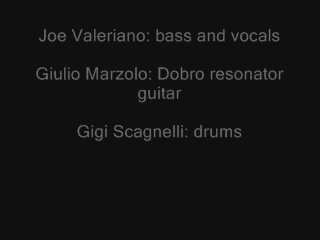 Joe Valeriano: bass and vocals
Giulio Marzolo: Dobro resonator
guitar
Gigi Scagnelli: drums